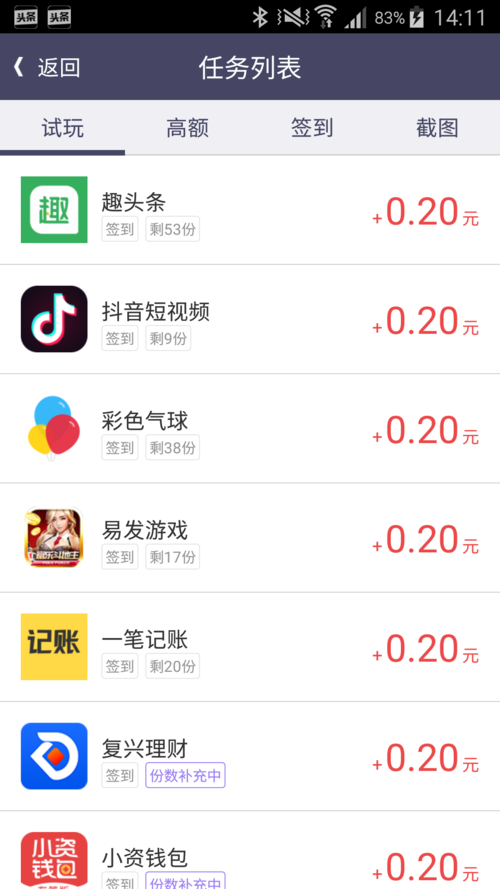 头条 头条 83% 14:11
返回 任务列表
试玩 高额 签到 截图
趣
趣头条
签到 剩53份
+0.20元
抖音短视频
签到 剩9份
+0.20元
彩色气球
签到 剩38份
+0.20元
易发游戏
签到 剩17份
+0.20元
记账
一笔记账
签到 剩20份
+0.20元
复兴理财
签到 份数补充中
+0.20元
小资
钱包
小资钱包
签到 份数补充中
+0.20元